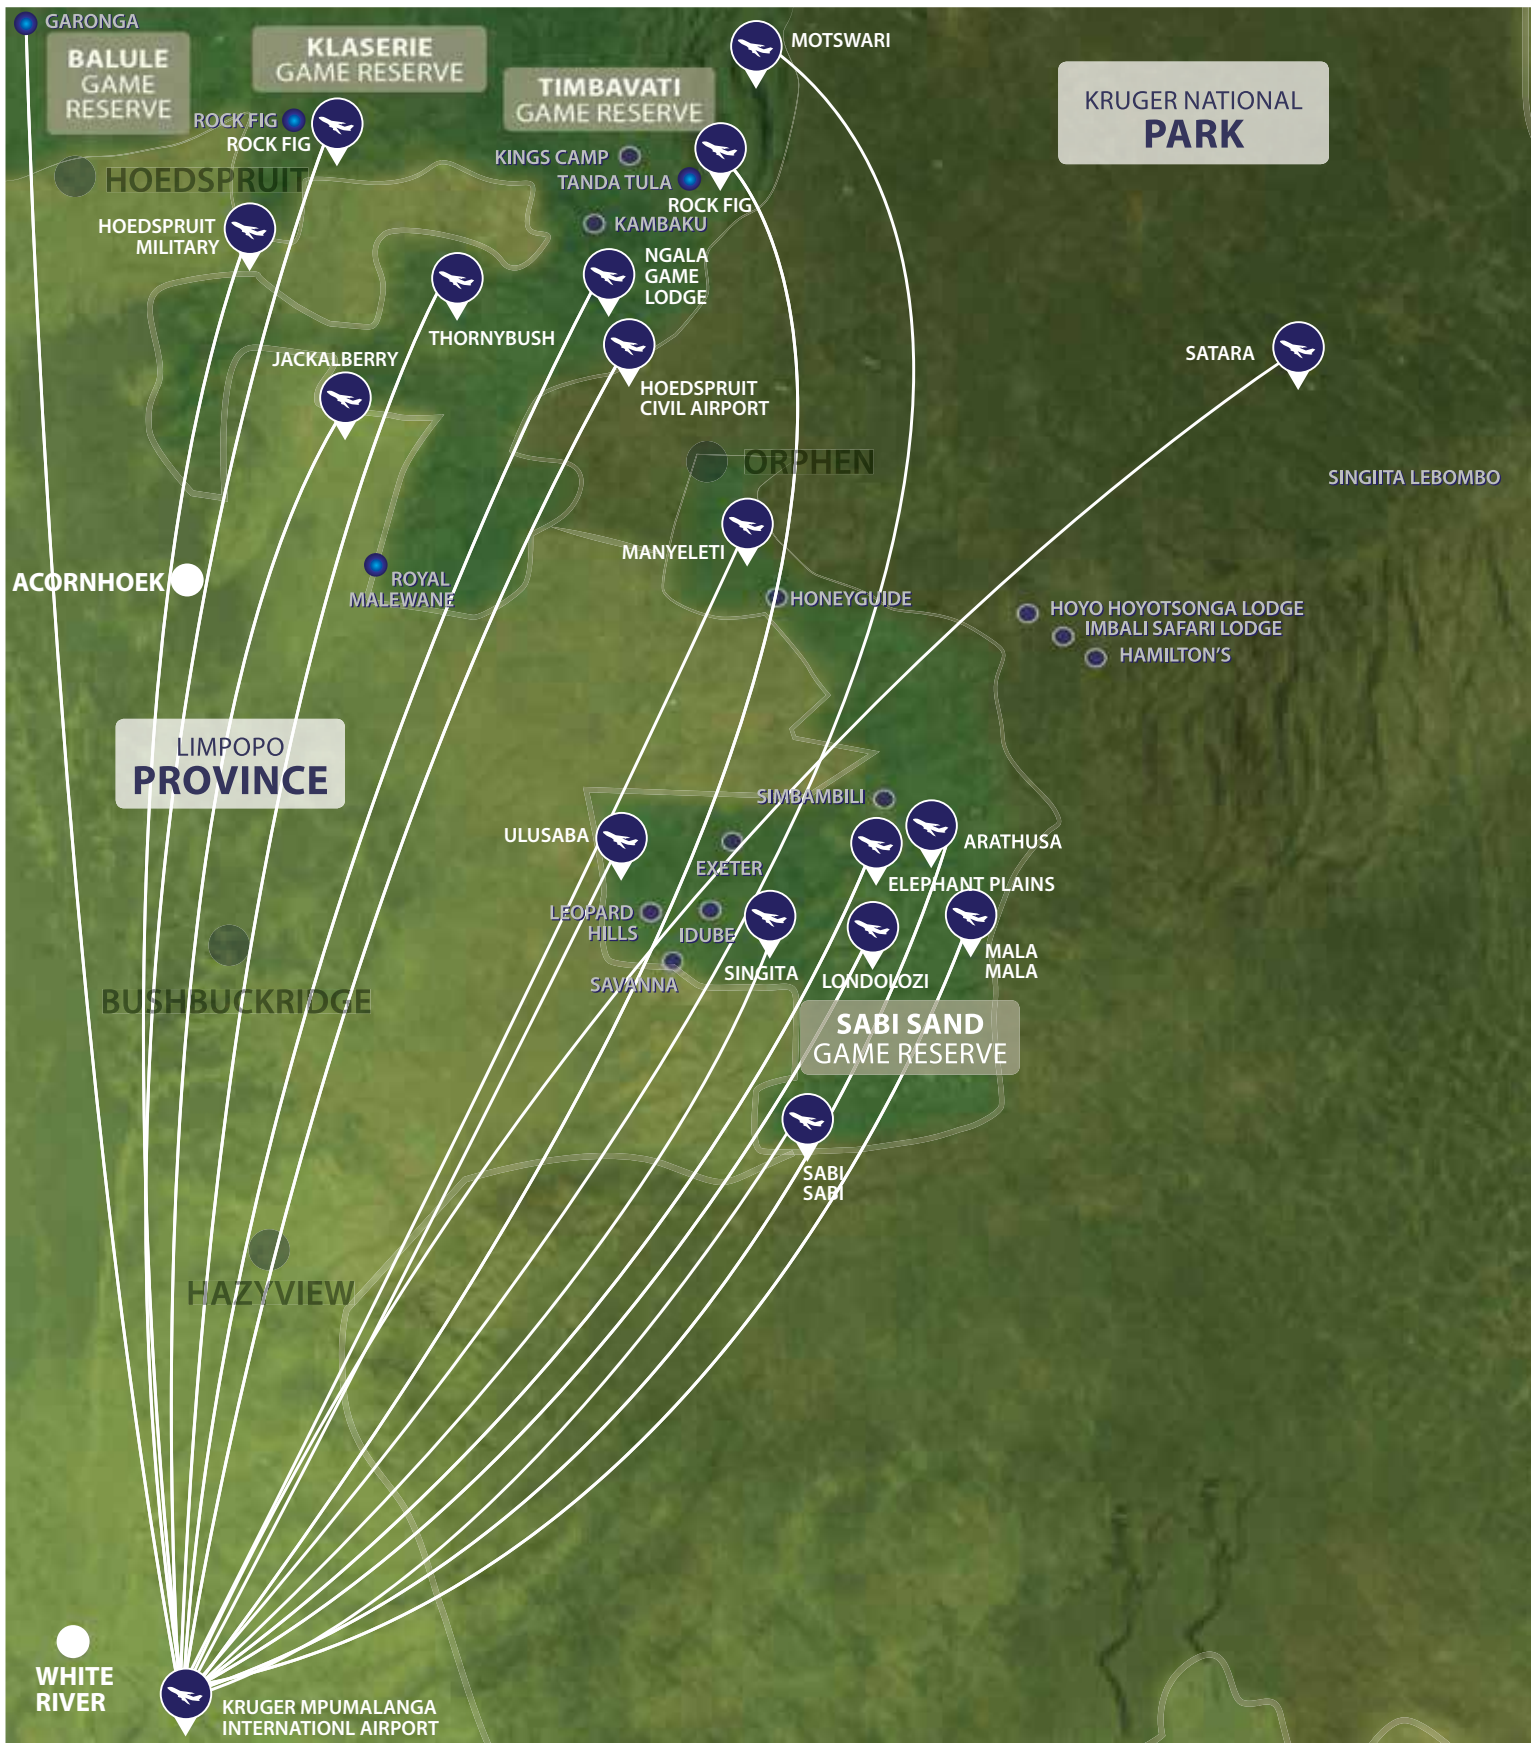 GARONGA
BALULE
GAME
RESERVE
KLASERIE
GAME RESERVE
TIMBAVATI
GAME RESERVE
MOTSWARI
KRUGER NATIONAL
PARK
ROCK FIG
ROCK FIG
KINGS CAMP
TANDA TULA
ROCK FIG
HOEDSPRUIT
KAMBAKU
HOEDSPRUIT
MILITARY
NGALA
GAME
LODGE
THORNYBUSH
JACKALBERRY
SATARA
HOEDSPRUIT
CIVIL AIRPORT
ORPHEN
SINGIITA LEBOMBO
MANYELETI
ACORNHOEK
ROYAL
MALEWANE
HONEYGUIDE
HOYO HOYOTSONGA LODGE
IMBALI SAFARI LODGE
HAMILTON'S
LIMPOPO
PROVINCE
SIMBAMBILI
ULUSABA
ARATHUSA
EXETER
ELEPHANT PLAINS
LEOPARD
HILLS
IDUBE
SAVANNA
SINGITA
LONDOLOZI
MALA
MALA
BUSHBUCKRIDGE
SABI SAND
GAME RESERVE
SABI
SABI
HAZYVIEW
WHITE
RIVER
KRUGER MPUMALANGA
INTERNATIONL AIRPORT